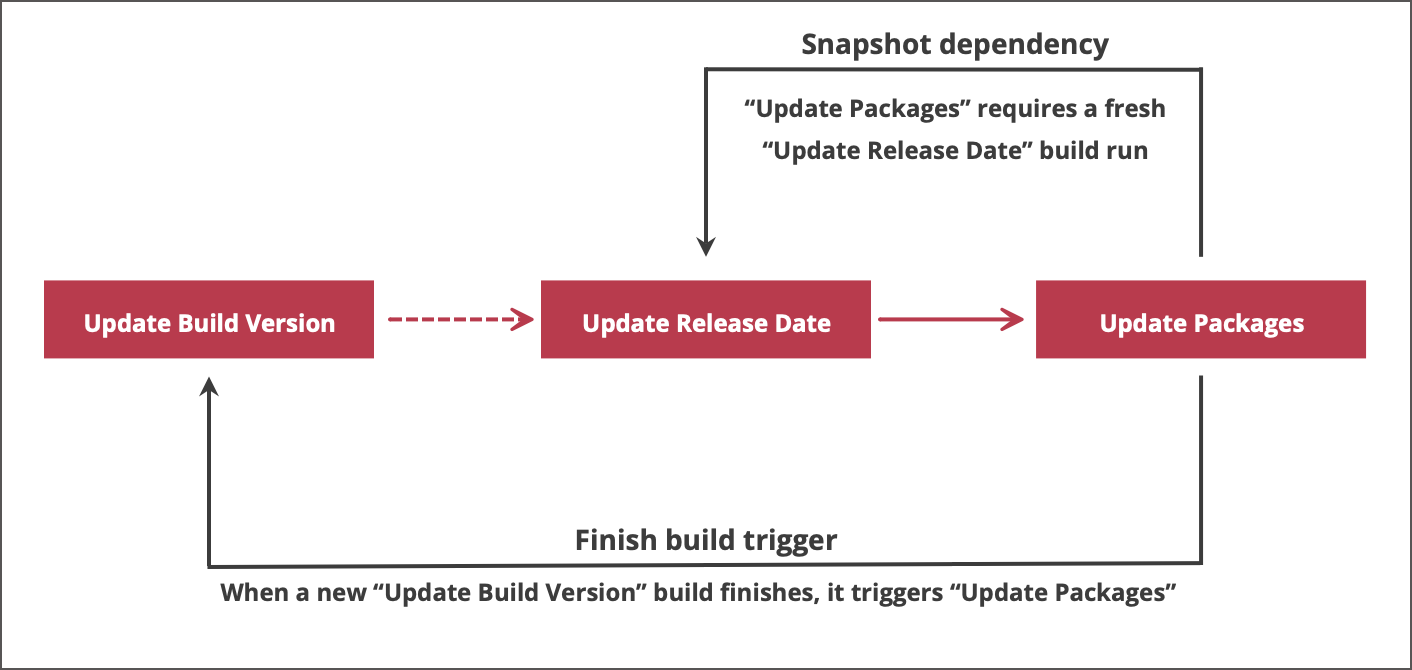 Snapshot dependency
“Update Packages” requires a fresh
“Update Release Date” build run
Update Build Version
Update Release Date
Update Packages
Finish build trigger
When a new “Update Build Version” build finishes, it triggers “Update Packages”